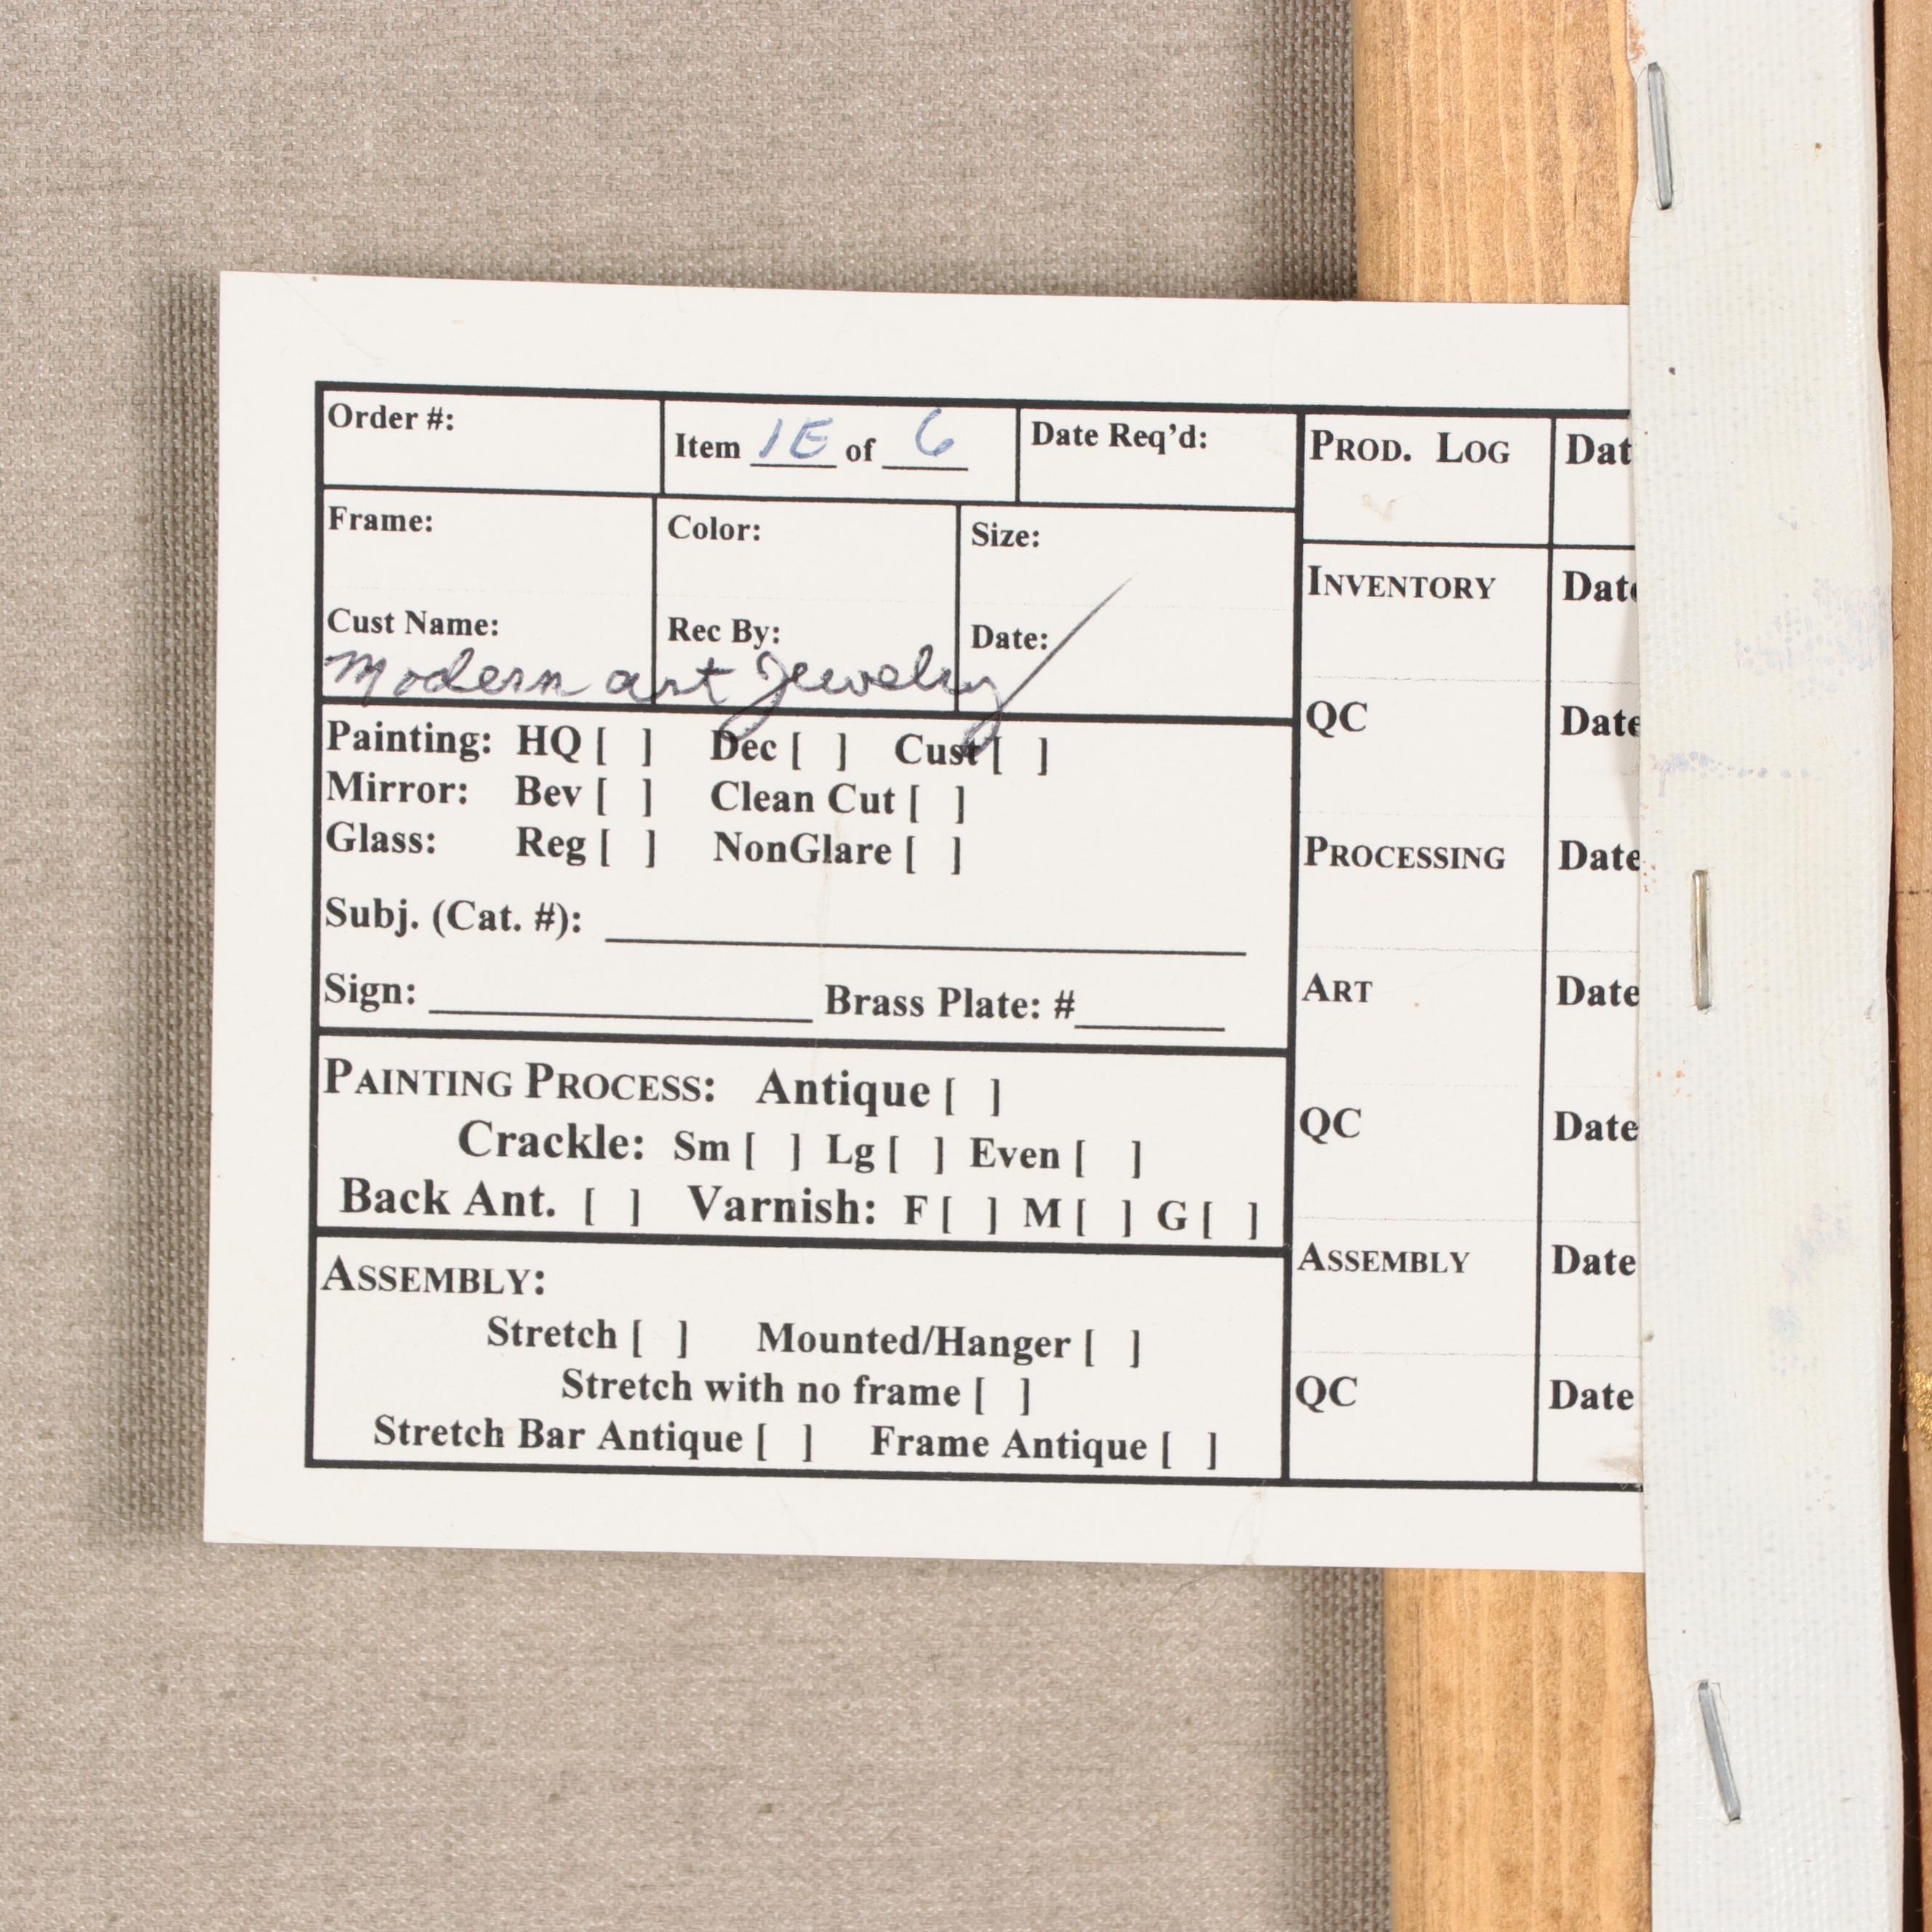 Order #:
Item 1E of 6
Date Req'd:
Frame:
Color:
Size:
Cust Name:
Rec By:
Date:
Modern art Jewelry
Painting: HQ [ ] Dec [ ] Cust [ ]
Mirror: Bev [ ] Clean Cut [ ]
Glass: Reg [ ] NonGlare [ ]
Subj. (Cat. #):
Sign: Brass Plate: #
PAINTING PROCESS: Antique [ ]
Crackle: Sm [ ] Lg [ ] Even [ ]
Back Ant. [ ] Varnish: F [ ] M [ ] G [ ]
ASSEMBLY:
Stretch [ ] Mounted/Hanger [ ]
Stretch with no frame [ ]
Stretch Bar Antique [ ] Frame Antique [ ]
PROD. LOG Dat
INVENTORY Date
QC Date
PROCESSING Date
ART Date
QC Date
ASSEMBLY Date
QC Date